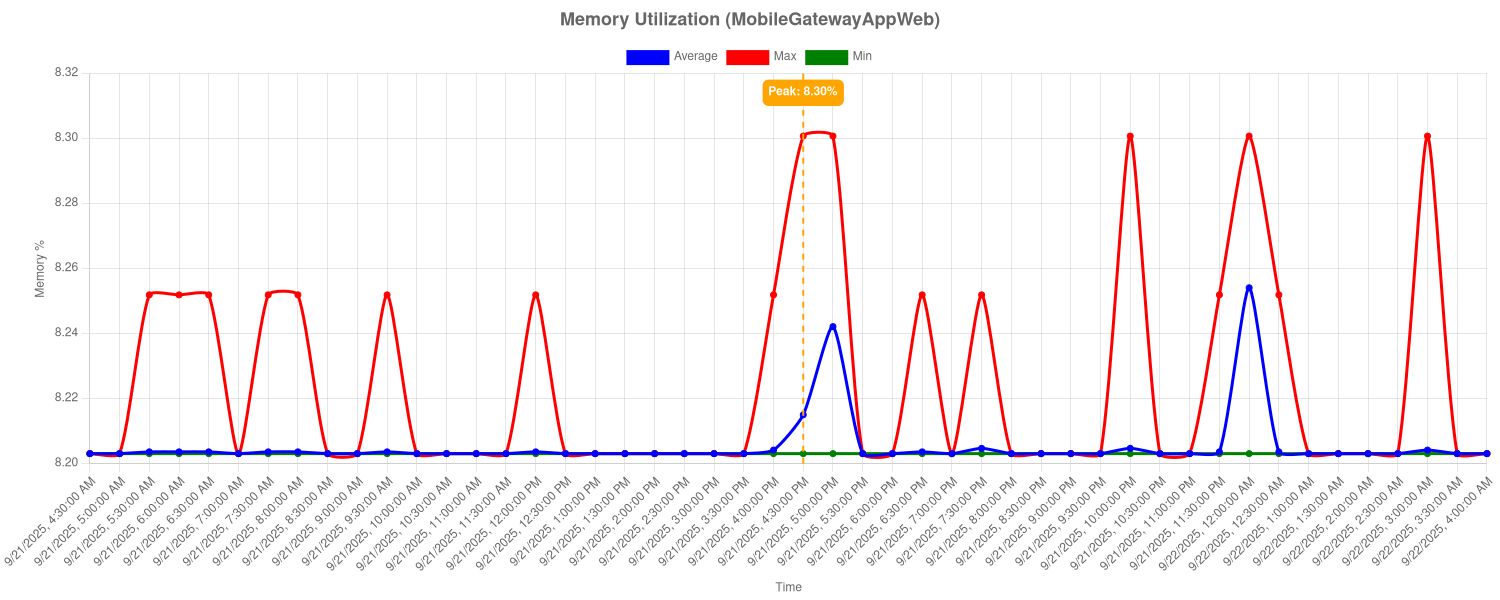 Memory Utilization (MobileGatewayAppWeb)
Average Max Min
Peak: 8.30%
8.32
8.30
8.28
8.26
8.24
8.22
8.20
Memory %
9/21/2025, 4:30:00 AM
9/21/2025, 5:00:00 AM
9/21/2025, 5:30:00 AM
9/21/2025, 6:00:00 AM
9/21/2025, 6:30:00 AM
9/21/2025, 7:00:00 AM
9/21/2025, 7:30:00 AM
9/21/2025, 8:00:00 AM
9/21/2025, 8:30:00 AM
9/21/2025, 9:00:00 AM
9/21/2025, 9:30:00 AM
9/21/2025, 10:00:00 AM
9/21/2025, 10:30:00 AM
9/21/2025, 11:00:00 AM
9/21/2025, 11:30:00 AM
9/21/2025, 12:00:00 PM
9/21/2025, 12:30:00 PM
9/21/2025, 1:00:00 PM
9/21/2025, 1:30:00 PM
9/21/2025, 2:00:00 PM
9/21/2025, 2:30:00 PM
9/21/2025, 3:00:00 PM
9/21/2025, 3:30:00 PM
9/21/2025, 4:00:00 PM
9/21/2025, 4:30:00 PM
9/21/2025, 5:00:00 PM
9/21/2025, 5:30:00 PM
9/21/2025, 6:00:00 PM
9/21/2025, 6:30:00 PM
9/21/2025, 7:00:00 PM
9/21/2025, 7:30:00 PM
9/21/2025, 8:00:00 PM
9/21/2025, 8:30:00 PM
9/21/2025, 9:00:00 PM
9/21/2025, 9:30:00 PM
9/21/2025, 10:00:00 PM
9/21/2025, 10:30:00 PM
9/21/2025, 11:00:00 PM
9/21/2025, 11:30:00 PM
9/22/2025, 12:00:00 AM
9/22/2025, 12:30:00 AM
9/22/2025, 1:00:00 AM
9/22/2025, 1:30:00 AM
9/22/2025, 2:00:00 AM
9/22/2025, 2:30:00 AM
9/22/2025, 3:00:00 AM
9/22/2025, 3:30:00 AM
9/22/2025, 4:00:00 AM
Time